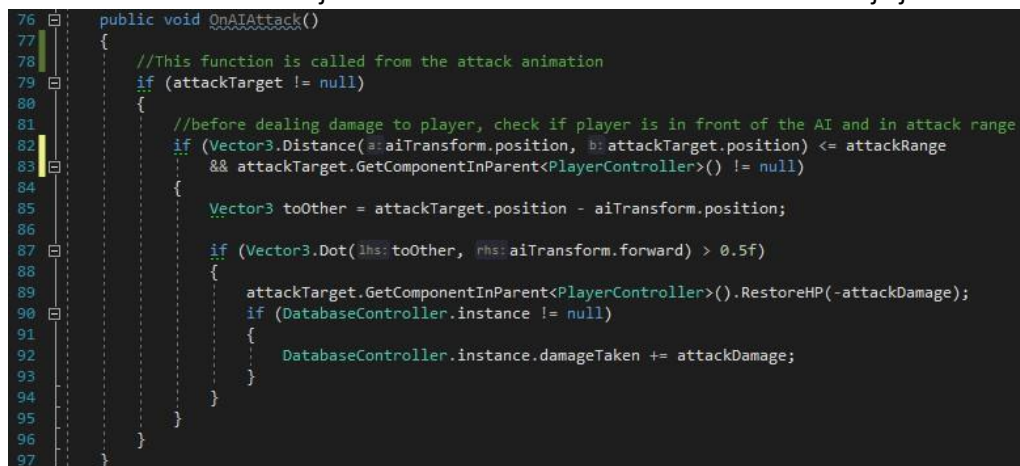 76 public void OnAIAttack()
77 {
78 //This function is called from the attack animation
79 if (attackTarget != null)
80 {
81 //before dealing damage to player, check if player is in front of the AI and in attack range
82 if (Vector3.Distance(a: aiTransform.position, b: attackTarget.position) <= attackRange
83 && attackTarget.GetComponentInParent<PlayerController>() != null)
84 {
85 Vector3 toOther = attackTarget.position - aiTransform.position;
86
87 if (Vector3.Dot(lhs: toOther, rhs: aiTransform.forward) > 0.5f)
88 {
89 attackTarget.GetComponentInParent<PlayerController>().RestoreHP(-attackDamage);
90 if (DatabaseController.instance != null)
91 {
92 DatabaseController.instance.damageTaken += attackDamage;
93 }
94 }
95 }
96 }
97 }